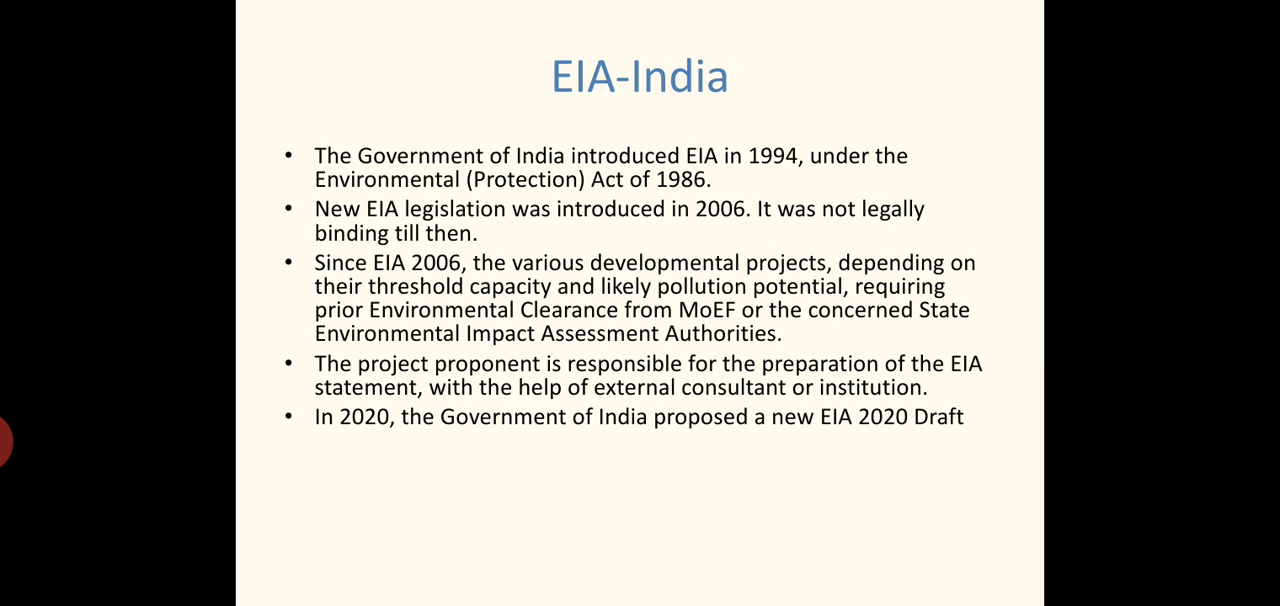 EIA-India
• The Government of India introduced EIA in 1994, under the
Environmental (Protection) Act of 1986.
• New EIA legislation was introduced in 2006. It was not legally
binding till then.
• Since EIA 2006, the various developmental projects, depending on
their threshold capacity and likely pollution potential, requiring
prior Environmental Clearance from MoEF or the concerned State
Environmental Impact Assessment Authorities.
• The project proponent is responsible for the preparation of the EIA
statement, with the help of external consultant or institution.
• In 2020, the Government of India proposed a new EIA 2020 Draft